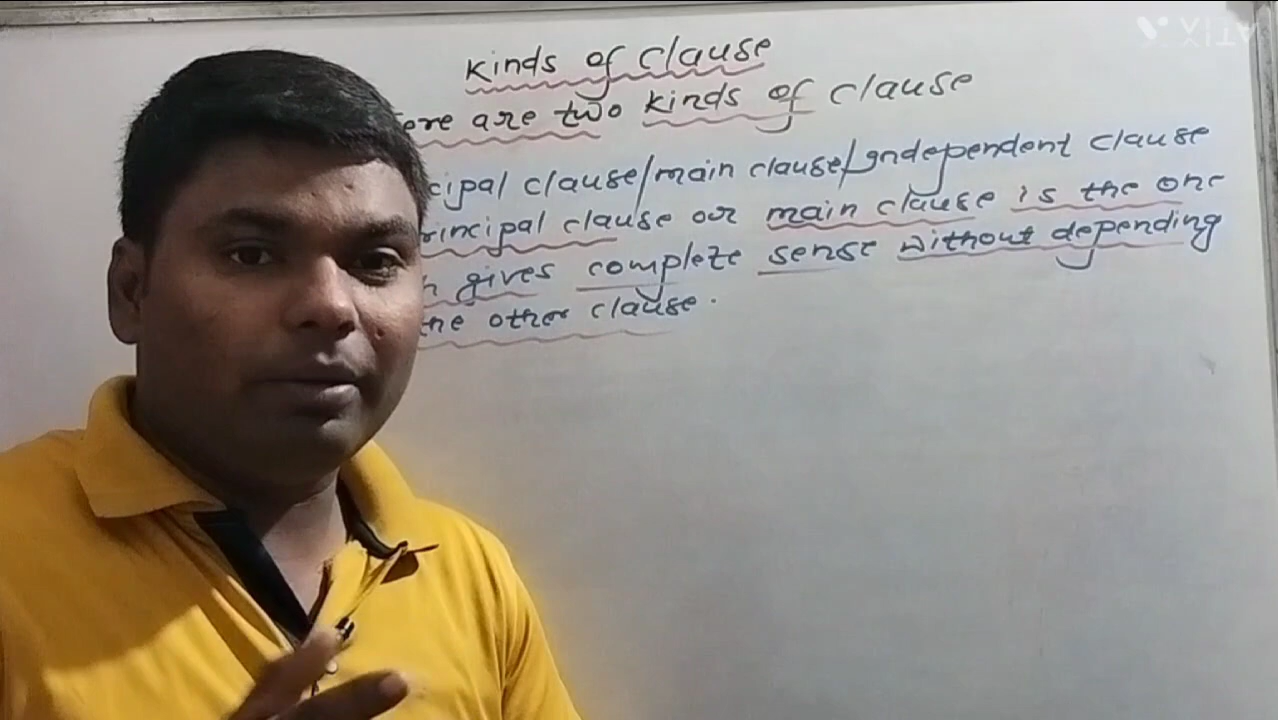 kinds of clause
ere are two kinds of clause
cipal clause/main clause/Independent clause
rincipal clause or main clause is the one
h gives complete sense without depending
the other clause.